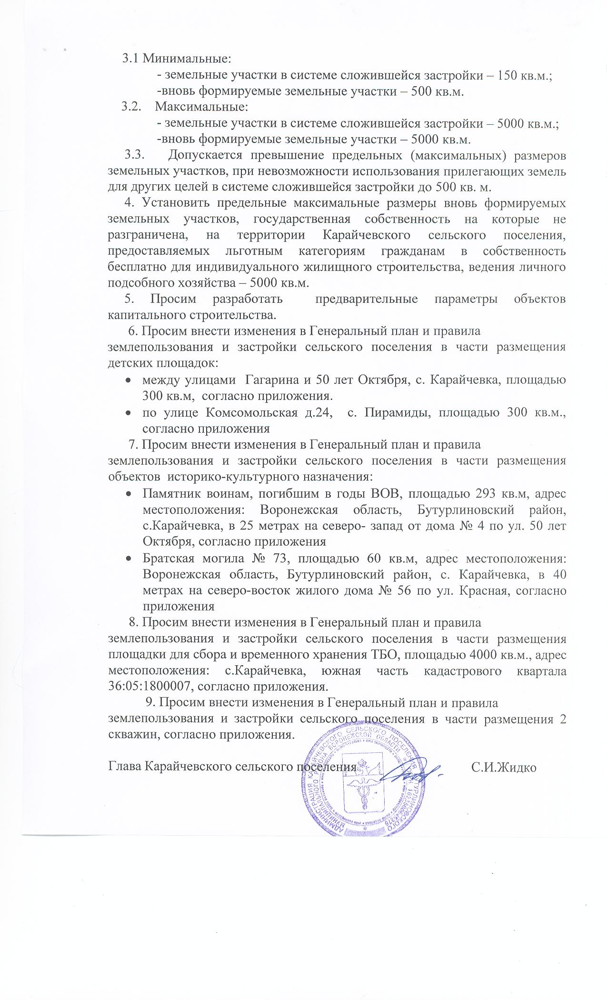 3.1 Минимальные:
- земельные участки в системе сложившейся застройки – 150 кв.м.;
-вновь формируемые земельные участки – 500 кв.м.
3.2. Максимальные:
- земельные участки в системе сложившейся застройки – 5000 кв.м.;
-вновь формируемые земельные участки – 5000 кв.м.
3.3. Допускается превышение предельных (максимальных) размеров
земельных участков, при невозможности использования прилегающих земель
для других целей в системе сложившейся застройки до 500 кв. м.
4. Установить предельные максимальные размеры вновь формируемых
земельных участков, государственная собственность на которые не
разграничена, на территории Карайчевского сельского поселения,
предоставляемых льготным категориям гражданам в собственность
бесплатно для индивидуального жилищного строительства, ведения личного
подсобного хозяйства – 5000 кв.м.
5. Просим разработать предварительные параметры объектов
капитального строительства.
6. Просим внести изменения в Генеральный план и правила
землепользования и застройки сельского поселения в части размещения
детских площадок:
• между улицами Гагарина и 50 лет Октября, с. Карайчевка, площадью
300 кв.м, согласно приложения.
• по улице Комсомольская д.24, с. Пирамиды, площадью 300 кв.м.,
согласно приложения
7. Просим внести изменения в Генеральный план и правила
землепользования и застройки сельского поселения в части размещения
объектов историко-культурного назначения:
• Памятник воинам, погибшим в годы ВОВ, площадью 293 кв.м, адрес
местоположения: Воронежская область, Бутурлиновский район,
с.Карайчевка, в 25 метрах на северо- запад от дома № 4 по ул. 50 лет
Октября, согласно приложения
• Братская могила № 73, площадью 60 кв.м, адрес местоположения:
Воронежская область, Бутурлиновский район, с. Карайчевка, в 40
метрах на северо-восток жилого дома № 56 по ул. Красная, согласно
приложения
8. Просим внести изменения в Генеральный план и правила
землепользования и застройки сельского поселения в части размещения
площадки для сбора и временного хранения ТБО, площадью 4000 кв.м., адрес
местоположения: с.Карайчевка, южная часть кадастрового квартала
36:05:1800007, согласно приложения.
9. Просим внести изменения в Генеральный план и правила
землепользования и застройки сельского поселения в части размещения 2
скважин, согласно приложения.
Глава Карайчевского сельского поселения С.И.Жидко
АДМИНИСТРАЦИЯ КАРАЙЧЕВСКОГО СЕЛЬСКОГО ПОСЕЛЕНИЯ БУТУРЛИНОВСКОГО
МУНИЦИПАЛЬНОГО РАЙОНА ВОРОНЕЖСКОЙ ОБЛАСТИ